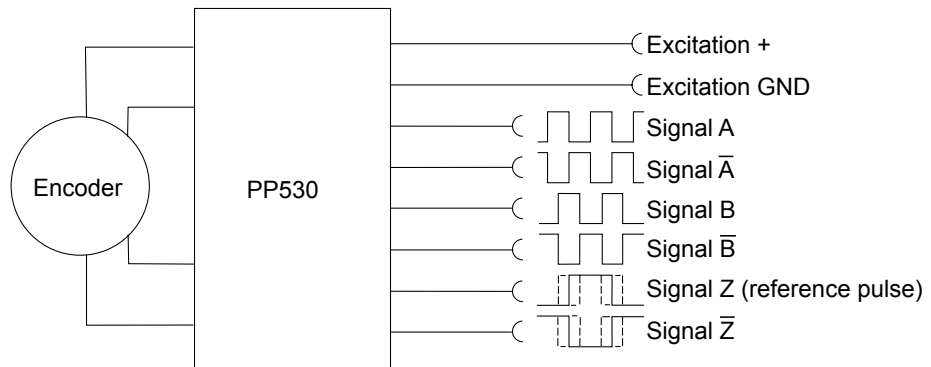 Excitation +
Excitation GND
Signal A
Signal A̅
Encoder
PP530
Signal B
Signal B̅
Signal Z (reference pulse)
Signal Z̅